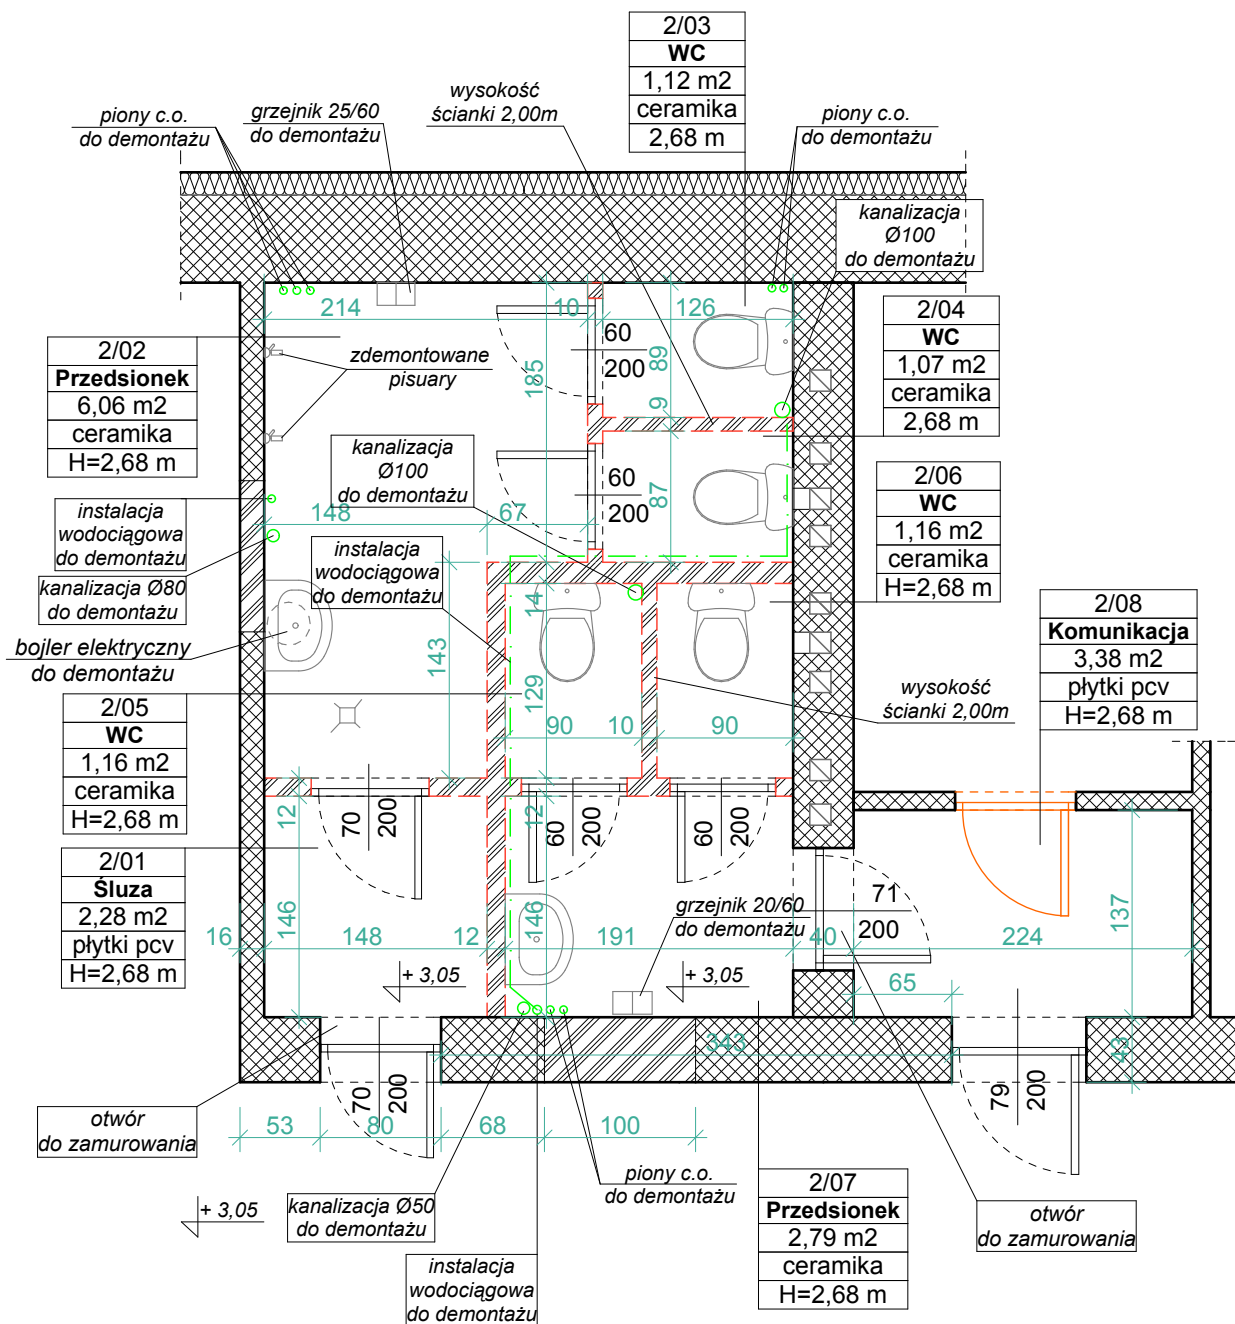 2/03
WC
1,12 m2
ceramika
2,68 m
piony c.o.
do demontażu
grzejnik 25/60
do demontażu
wysokość
ścianki 2,00m
piony c.o.
do demontażu
kanalizacja
Ø100
do demontażu
214
10
126
60
200
89
185
9
2/04
WC
1,07 m2
ceramika
2,68 m
2/02
Przedsionek
6,06 m2
ceramika
H=2,68 m
zdemontowane
pisuary
kanalizacja
Ø100
do demontażu
60
200
87
2/06
WC
1,16 m2
ceramika
H=2,68 m
instalacja
wodociągowa
do demontażu
148
67
instalacja
wodociągowa
do demontażu
kanalizacja Ø80
do demontażu
14
143
129
bojler elektryczny
do demontażu
2/08
Komunikacja
3,38 m2
płytki pcv
H=2,68 m
wysokość
ścianki 2,00m
2/05
WC
1,16 m2
ceramika
H=2,68 m
90
10
90
12
70
200
12
60
200
60
200
2/01
Śluza
2,28 m2
płytki pcv
H=2,68 m
146
146
16
148
12
191
grzejnik 20/60
do demontażu
71
200
40
224
137
65
+ 3,05
+ 3,05
343
43
70
200
79
200
otwór
do zamurowania
53
80
68
100
+ 3,05
kanalizacja Ø50
do demontażu
piony c.o.
do demontażu
2/07
Przedsionek
2,79 m2
ceramika
H=2,68 m
otwór
do zamurowania
instalacja
wodociągowa
do demontażu